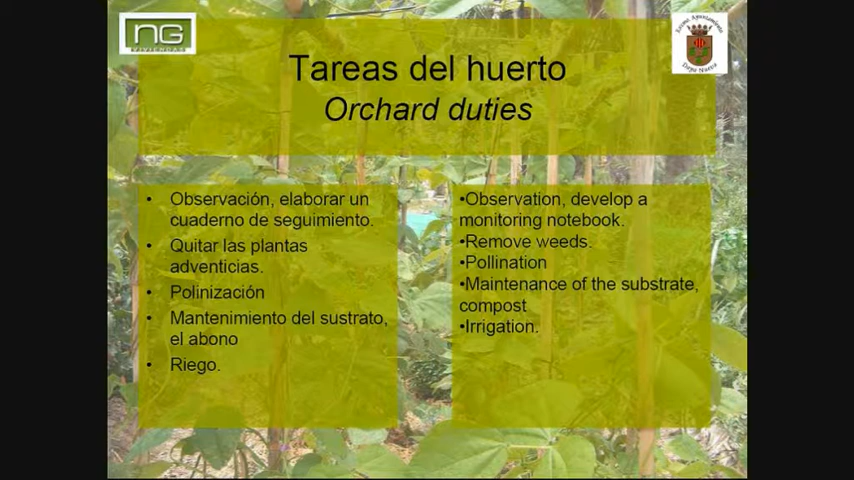 NG
VIVIENDAS
Tareas del huerto
Orchard duties
• Observación, elaborar un
cuaderno de seguimiento.
• Quitar las plantas
adventicias.
• Polinización
• Mantenimiento del sustrato,
el abono
• Riego.
•Observation, develop a
monitoring notebook.
•Remove weeds.
•Pollination
•Maintenance of the substrate,
compost
•Irrigation.